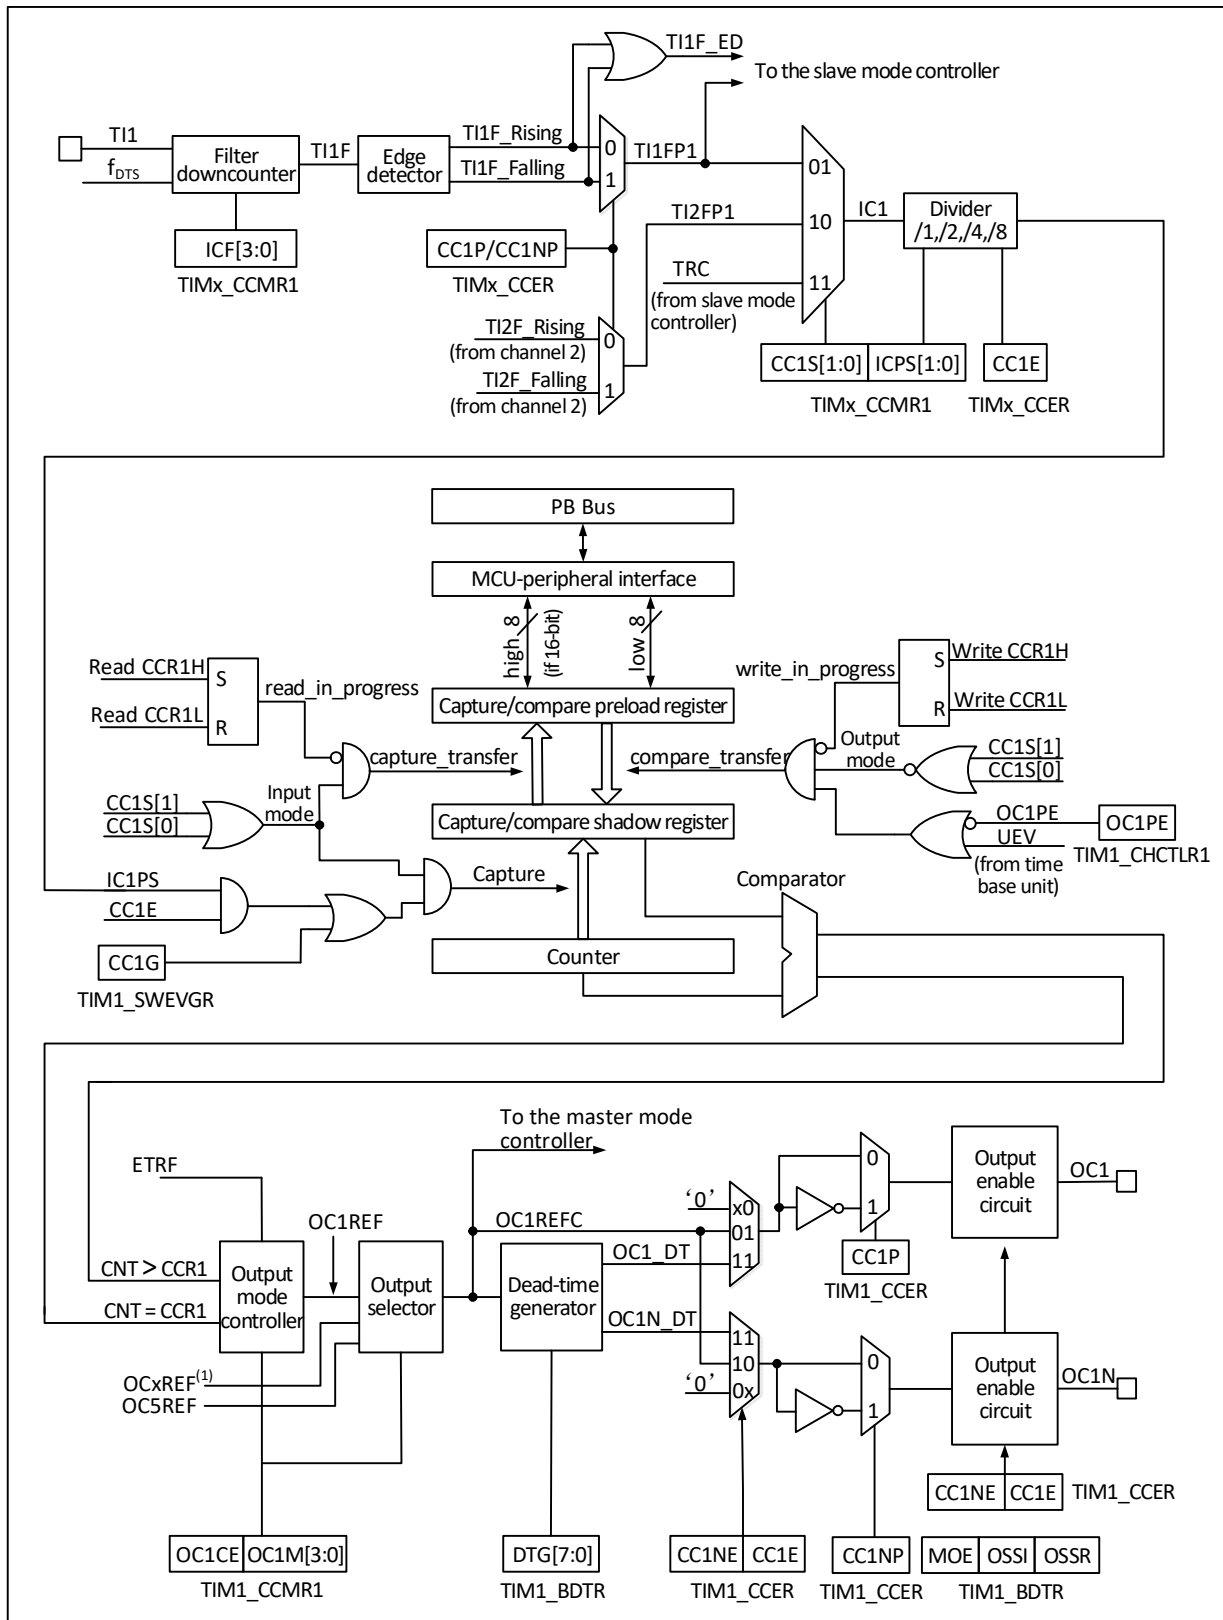 TI1F_ED
To the slave mode controller
TI1
fDTS
Filter
downcounter
TI1F
Edge
detector
TI1F_Rising
TI1F_Falling
0
1
TI1FP1
01
10
11
TI2FP1
IC1
Divider
/1,/2,/4,/8
ICF[3:0]
TIMx_CCMR1
CC1P/CC1NP
TIMx_CCER
TRC
(from slave mode
controller)
TI2F_Rising
(from channel 2)
TI2F_Falling
(from channel 2)
0
1
CC1S[1:0]
ICPS[1:0]
CC1E
TIMx_CCMR1
TIMx_CCER
PB Bus
MCU-peripheral interface
high
8
(if 16-bit)
low
8
Read CCR1H
Read CCR1L
S
R
read_in_progress
write_in_progress
S
R
Write CCR1H
Write CCR1L
Capture/compare preload register
capture_transfer
compare_transfer
Output
mode
CC1S[1]
CC1S[0]
CC1S[1]
CC1S[0]
Input
mode
Capture/compare shadow register
OC1PE
UEV
(from time
base unit)
OC1PE
TIM1_CHCTLR1
IC1PS
CC1E
Capture
Comparator
CC1G
TIM1_SWEVGR
Counter
To the master mode
controller
ETRF
OC1REF
OC1REFC
CNT > CCR1
CNT = CCR1
Output
mode
controller
Output
selector
Dead-time
generator
OC1_DT
OC1N_DT
‘0’
x0
01
11
11
10
0x
‘0’
0
1
CC1P
TIM1_CCER
Output
enable
circuit
OC1
OCxREF(1)
OC5REF
0
1
Output
enable
circuit
OC1N
CC1NE
CC1E
TIM1_CCER
OC1CE
OC1M[3:0]
TIM1_CCMR1
DTG[7:0]
TIM1_BDTR
CC1NE
CC1E
TIM1_CCER
CC1NP
TIM1_CCER
MOE
OSSI
OSSR
TIM1_BDTR